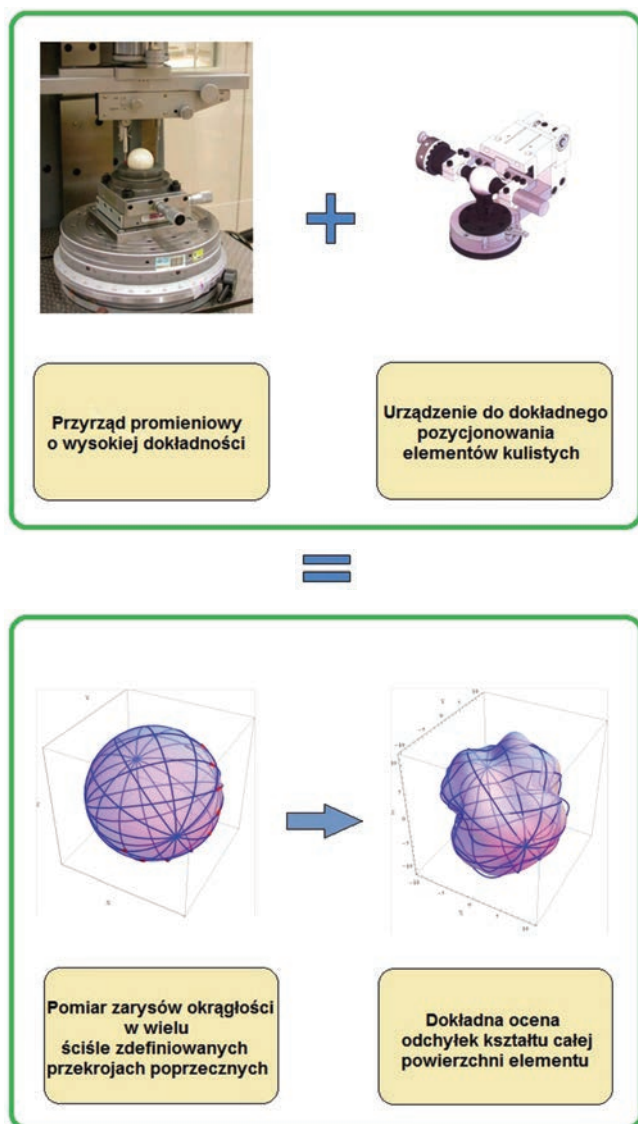 Przyrząd promieniowy
o wysokiej dokładności
Urządzenie do dokładnego
pozycjonowania
elementów kulistych
Pomiar zarysów okrągłości
w wielu
ściśle zdefiniowanych
przekrojach poprzecznych
Dokładna ocena
odchyłek kształtu całej
powierzchni elementu